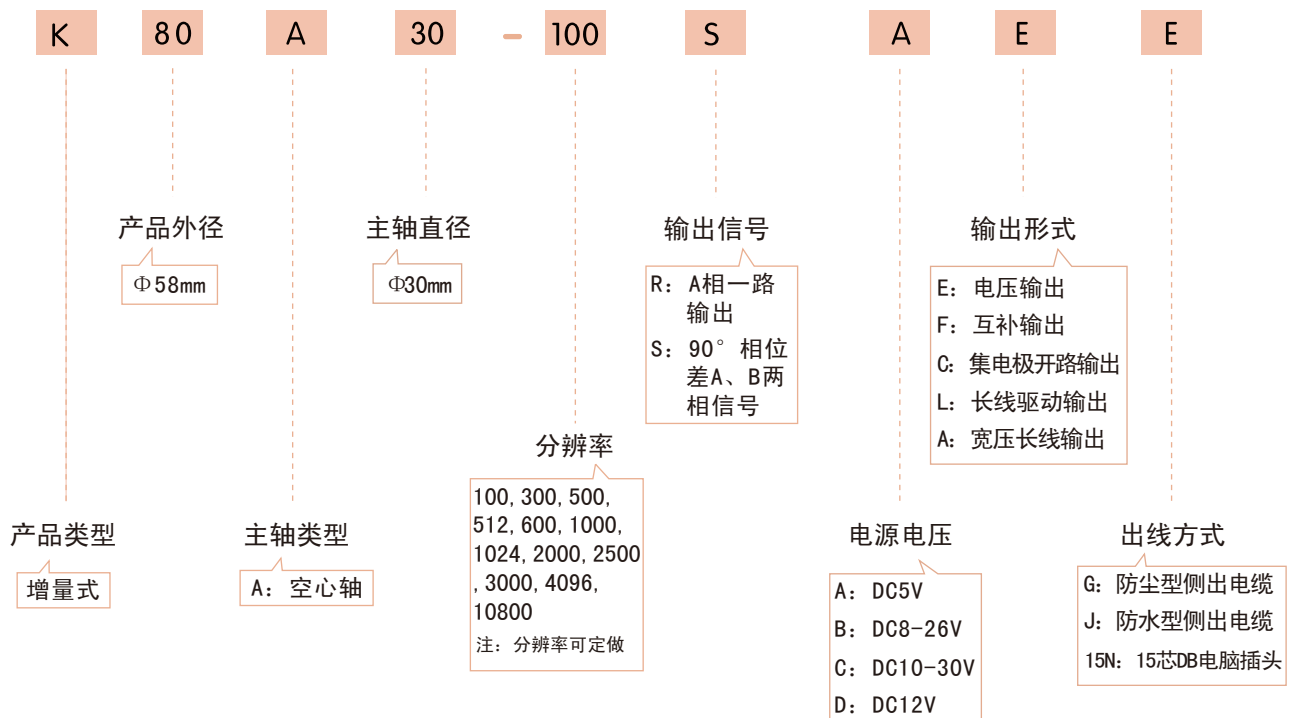 K 80 A 30 - 100 S A E E
产品外径
Φ58mm
主轴直径
Φ30mm
输出信号
R: A相一路
输出
S: 90°相位
差A、B两
相信号
输出形式
E: 电压输出
F: 互补输出
C: 集电极开路输出
L: 长线驱动输出
A: 宽压长线输出
分辨率
100, 300, 500,
512, 600, 1000,
1024, 2000, 2500
, 3000, 4096,
10800
注: 分辨率可定做
产品类型
增量式
主轴类型
A: 空心轴
电源电压
A: DC5V
B: DC8-26V
C: DC10-30V
D: DC12V
出线方式
G: 防尘型侧出电缆
J: 防水型侧出电缆
15N: 15芯DB电脑插头